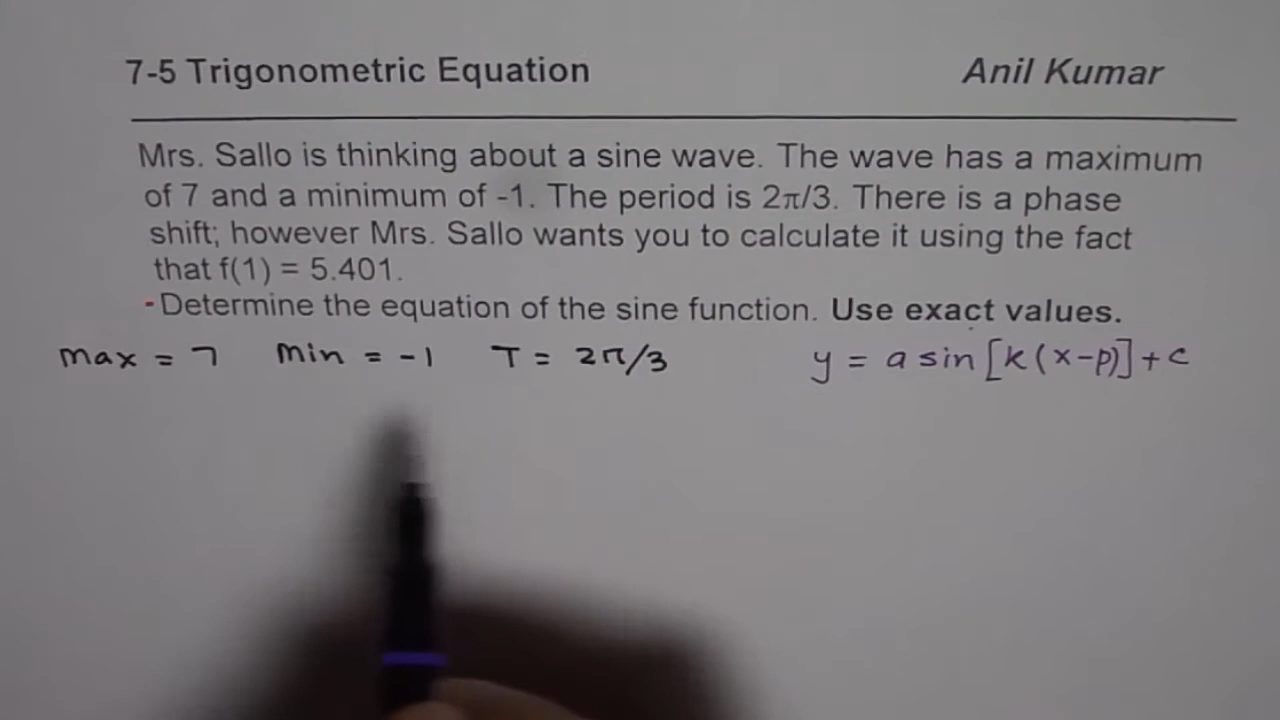 7-5 Trigonometric Equation Anil Kumar
Mrs. Sallo is thinking about a sine wave. The wave has a maximum
of 7 and a minimum of -1. The period is 2π/3. There is a phase
shift; however Mrs. Sallo wants you to calculate it using the fact
that f(1) = 5.401.
-Determine the equation of the sine function. Use exact values.
max = 7 min = -1 T = 2π/3 y = a sin [k(x-p)] + c